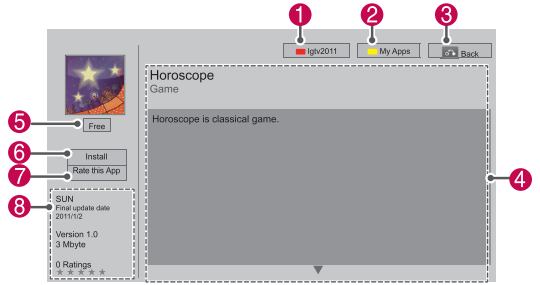 1
2
3
lgtv2011
My Apps
Back
Horoscope
Game
5
Free
Horoscope is classical game.
6
Install
7
Rate this App
4
8
SUN
Final update date
2011/1/2
Version 1.0
3 Mbyte
0 Ratings